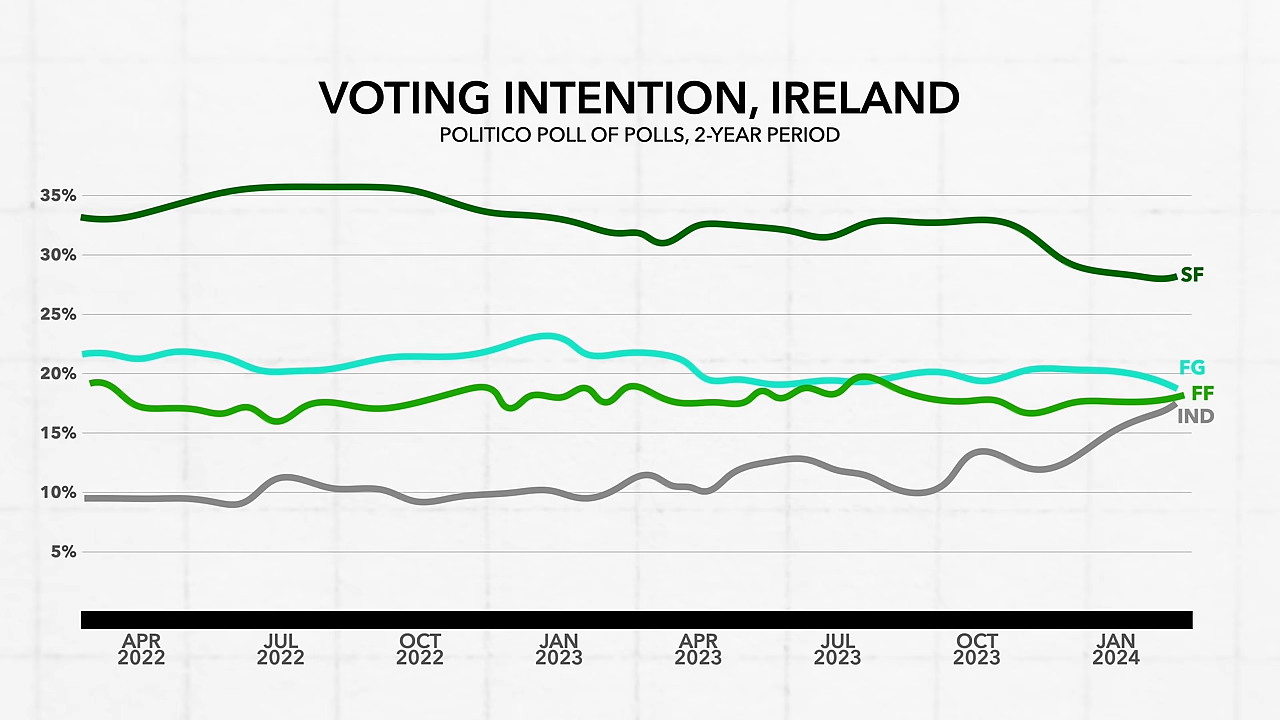 VOTING INTENTION, IRELAND
POLITICO POLL OF POLLS, 2-YEAR PERIOD
35%
30%
25%
20%
15%
10%
5%
SF
FG
FF
IND
APR 2022
JUL 2022
OCT 2022
JAN 2023
APR 2023
JUL 2023
OCT 2023
JAN 2024